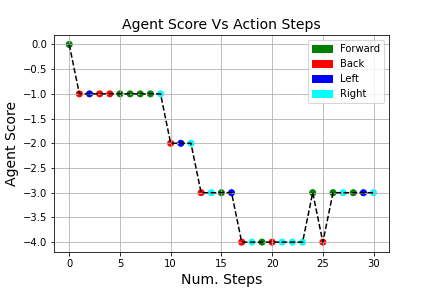 Agent Score Vs Action Steps
0.0
−0.5
−1.0
−1.5
−2.0
−2.5
−3.0
−3.5
−4.0
Agent Score
Forward
Back
Left
Right
0 5 10 15 20 25 30
Num. Steps